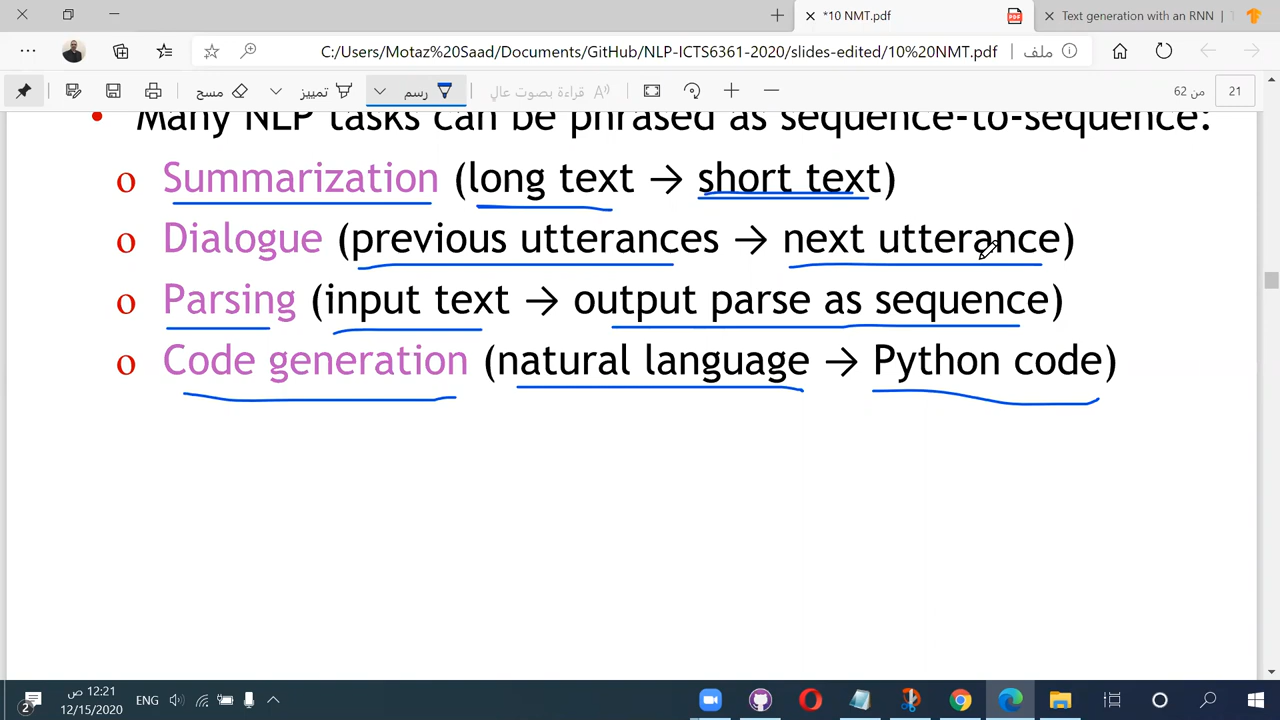 *10 NMT.pdf
Text generation with an RNN
C:/Users/Motaz%20Saad/Documents/GitHub/NLP-ICTS6361-2020/slides-edited/10%20NMT.pdf
ملف
مسح
تمييز
رسم
قراءة بصوت عالٍ
من 62
21
• Many NLP tasks can be phrased as sequence-to-sequence:
o Summarization (long text → short text)
o Dialogue (previous utterances → next utterance)
o Parsing (input text → output parse as sequence)
o Code generation (natural language → Python code)
12:21 ص
12/15/2020
ENG
2